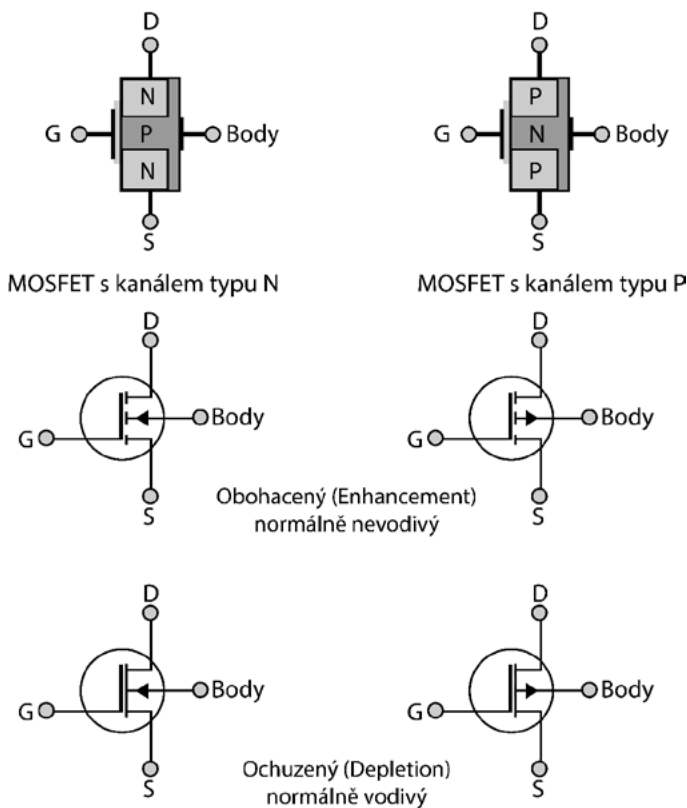 D D
N P
G P Body G N Body
N P
S S
MOSFET s kanálem typu N MOSFET s kanálem typu P
D D
G Body G Body
S S
Obohacený (Enhancement)
normálně nevodivý
D D
G Body G Body
S S
Ochuzený (Depletion)
normálně vodivý